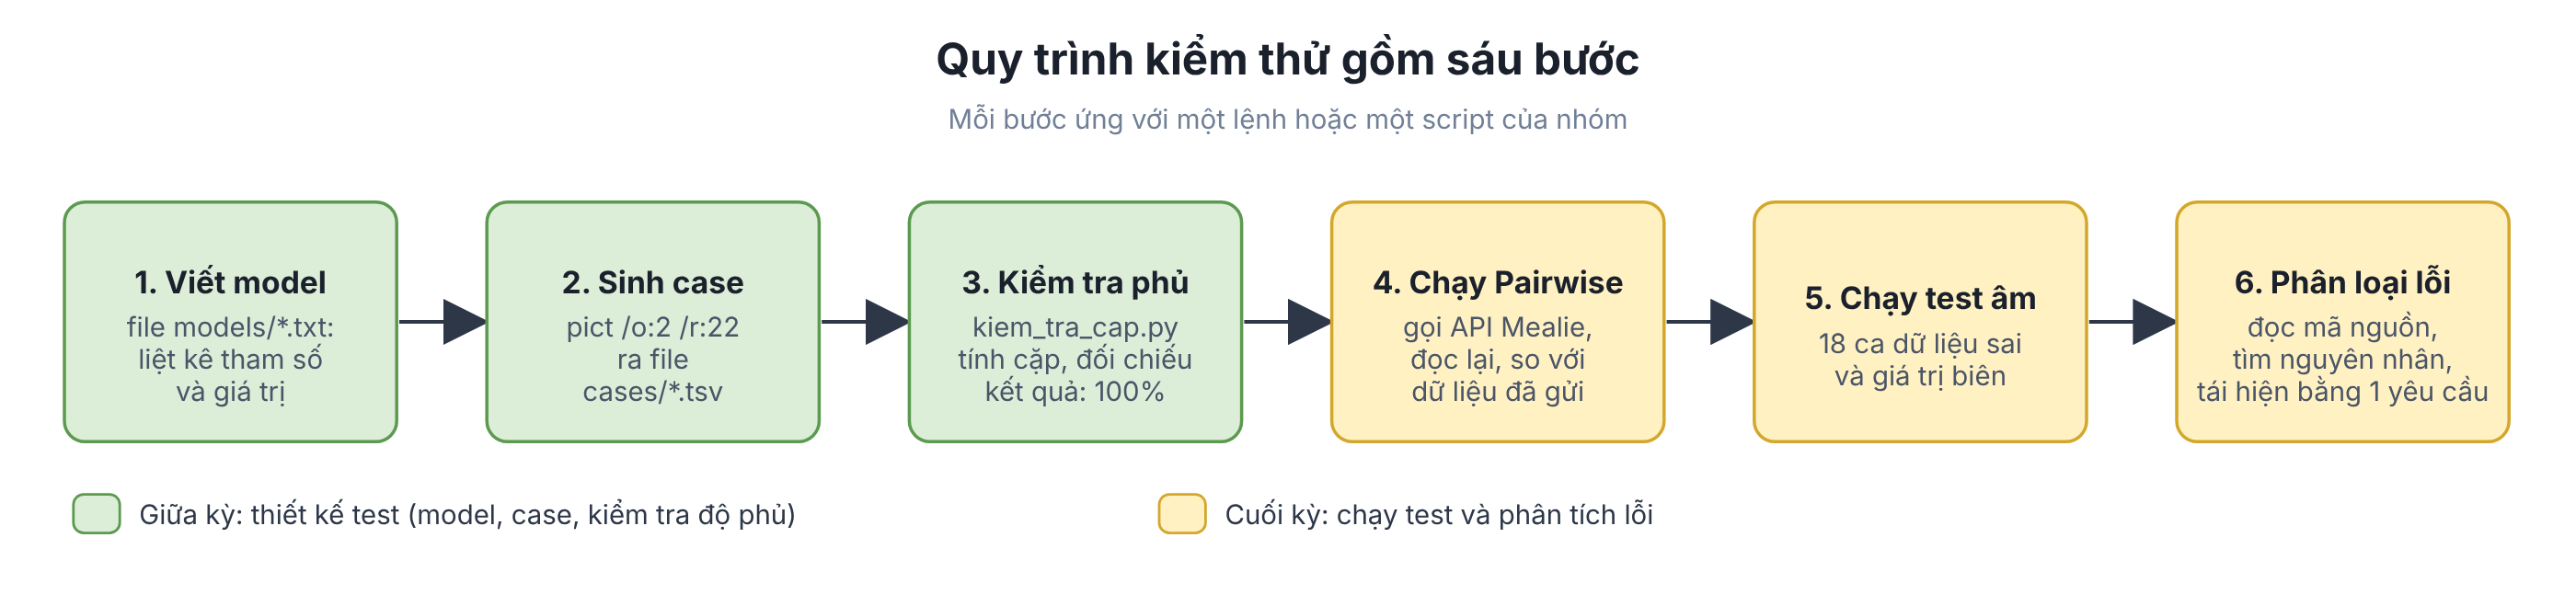 Quy trình kiểm thử gồm sáu bước
Mỗi bước ứng với một lệnh hoặc một script của nhóm
1. Viết model
file models/*.txt:
liệt kê tham số
và giá trị
2. Sinh case
pict /o:2 /r:22
ra file
cases/*.tsv
3. Kiểm tra phủ
kiem_tra_cap.py
tính cặp, đối chiếu
kết quả: 100%
4. Chạy Pairwise
gọi API Mealie,
đọc lại, so với
dữ liệu đã gửi
5. Chạy test âm
18 ca dữ liệu sai
và giá trị biên
6. Phân loại lỗi
đọc mã nguồn,
tìm nguyên nhân,
tái hiện bằng 1 yêu cầu
Giữa kỳ: thiết kế test (model, case, kiểm tra độ phủ)
Cuối kỳ: chạy test và phân tích lỗi